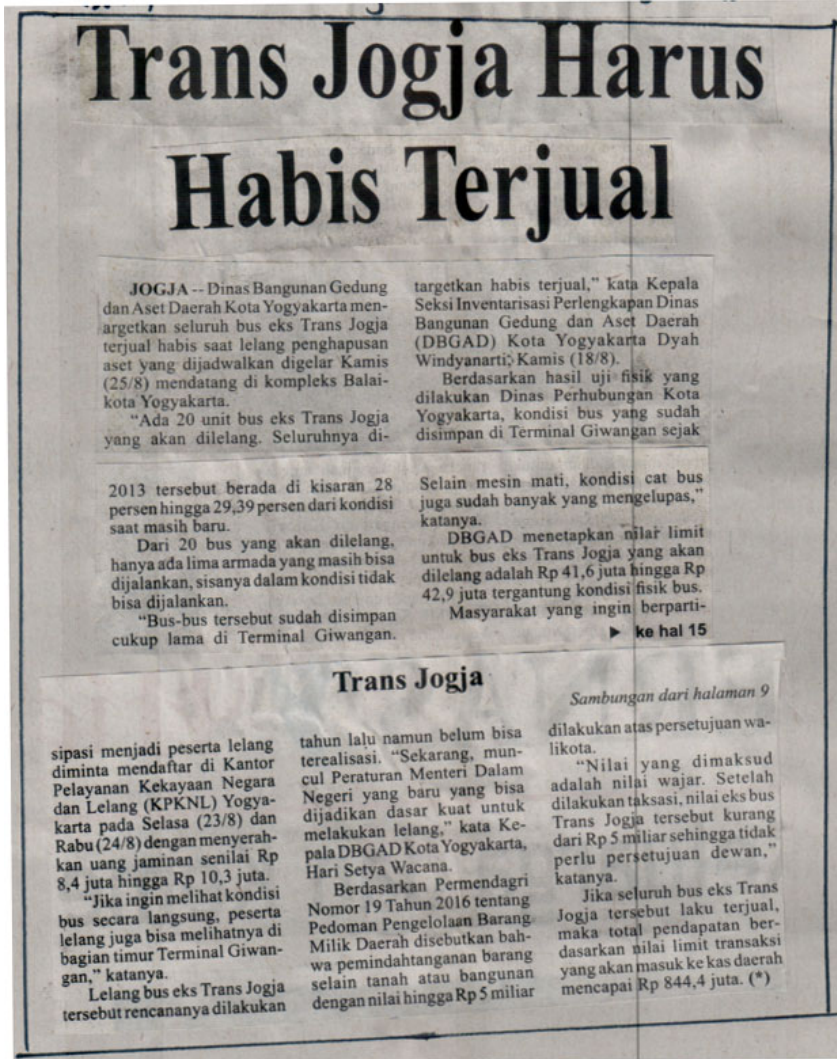 Trans Jogja Harus
Habis Terjual
JOGJA -- Dinas Bangunan Gedung
dan Aset Daerah Kota Yogyakarta men-
argetkan seluruh bus eks Trans Jogja
terjual habis saat lelang penghapusan
aset yang dijadwalkan digelar Kamis
(25/8) mendatang di kompleks Balai-
kota Yogyakarta.
"Ada 20 unit bus eks Trans Jogja
yang akan dilelang. Seluruhnya di-
targetkan habis terjual," kata Kepala
Seksi Inventarisasi Perlengkapan Dinas
Bangunan Gedung dan Aset Daerah
(DBGAD) Kota Yogyakarta Dyah
Windyanarti, Kamis (18/8).
Berdasarkan hasil uji fisik yang
dilakukan Dinas Perhubungan Kota
Yogyakarta, kondisi bus yang sudah
disimpan di Terminal Giwangan sejak
2013 tersebut berada di kisaran 28
persen hingga 29,39 persen dari kondisi
saat masih baru.
Dari 20 bus yang akan dilelang,
hanya ada lima armada yang masih bisa
dijalankan, sisanya dalam kondisi tidak
bisa dijalankan.
"Bus-bus tersebut sudah disimpan
cukup lama di Terminal Giwangan.
Selain mesin mati, kondisi cat bus
juga sudah banyak yang mengelupas,"
katanya.
DBGAD menetapkan nilai limit
untuk bus eks Trans Jogja yang akan
dilelang adalah Rp 41,6 juta hingga Rp
42,9 juta tergantung kondisi fisik bus.
Masyarakat yang ingin berparti-
▶ ke hal 15
Trans Jogja
Sambungan dari halaman 9
sipasi menjadi peserta lelang
diminta mendaftar di Kantor
Pelayanan Kekayaan Negara
dan Lelang (KPKNL) Yogya-
karta pada Selasa (23/8) dan
Rabu (24/8) dengan menyerah-
kan uang jaminan senilai Rp
8,4 juta hingga Rp 10,3 juta.
"Jika ingin melihat kondisi
bus secara langsung, peserta
lelang juga bisa melihatnya di
bagian timur Terminal Giwan-
gan," katanya.
Lelang bus eks Trans Jogja
tersebut rencananya dilakukan
tahun lalu namun belum bisa
terealisasi. "Sekarang, mun-
cul Peraturan Menteri Dalam
Negeri yang baru yang bisa
dijadikan dasar kuat untuk
melakukan lelang," kata Ke-
pala DBGAD Kota Yogyakarta,
Hari Setya Wacana.
Berdasarkan Permendagri
Nomor 19 Tahun 2016 tentang
Pedoman Pengelolaan Barang
Milik Daerah disebutkan bah-
wa pemindahtanganan barang
selain tanah atau bangunan
dengan nilai hingga Rp 5 miliar
dilakukan atas persetujuan wa-
likota.
"Nilai yang dimaksud
adalah nilai wajar. Setelah
dilakukan taksasi, nilai eks bus
Trans Jogja tersebut kurang
dari Rp 5 miliar sehingga tidak
perlu persetujuan dewan,"
katanya.
Jika seluruh bus eks Trans
Jogja tersebut laku terjual,
maka total pendapatan ber-
dasarkan nilai limit transaksi
yang akan masuk ke kas daerah
mencapai Rp 844,4 juta. (*)